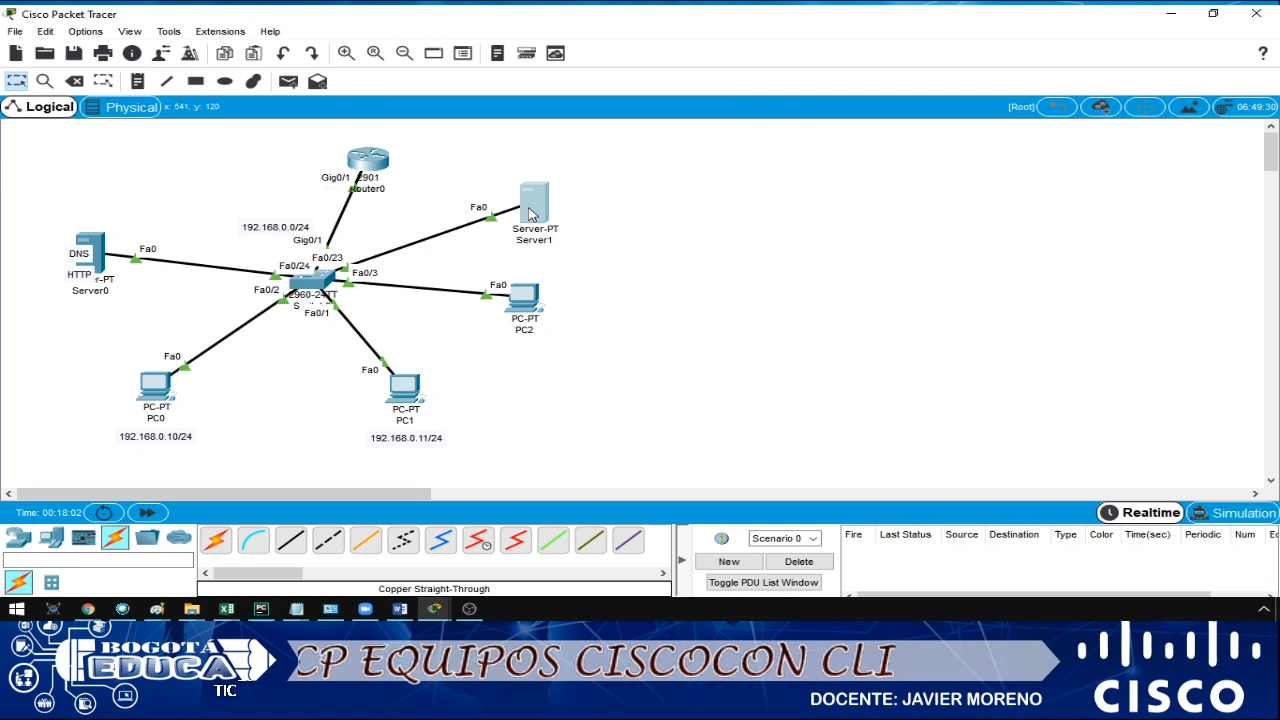 Cisco Packet Tracer
File Edit Options View Tools Extensions Help
Logical Physical x: 541, y: 120 [Root] 06:49:30
Gig0/1 2901
Router0
Fa0
Server-PT
Server1
192.168.0.0/24
Gig0/1
Fa0
DNS
HTTP
Server0
Fa0/24
Fa0/23
Fa0/3
Fa0/2
2960-24TT
Fa0/1
Fa0
PC-PT
PC2
Fa0
PC-PT
PC0
192.168.0.10/24
Fa0
PC-PT
PC1
192.168.0.11/24
Time: 00:18:02 Realtime Simulation
Scenario 0
New Delete
Toggle PDU List Window
Fire Last Status Source Destination Type Color Time(sec) Periodic Num
Copper Straight-Through
BOGOTÁ
EDUCA
TIC
CP EQUIPOS CISCOCON CLI
DOCENTE: JAVIER MORENO
CISCO